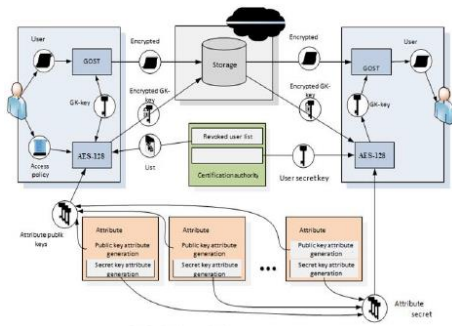 User
GOST
Encrypted
Storage
Encrypted
GOST
User
GK-key
Encrypted GK-
key
Encrypted GK-
key
GK-key
Access
policy
AES-128
List
Revoked user list
Certification authority
User secret key
AES-128
Attribute public
keys
Attribute
Public key attribute
generation
Secret key attribute
generation
Attribute
Public key attribute
generation
Secret key attribute
generation
Attribute
Public key attribute
generation
Secret key attribute
generation
Attribute
secret